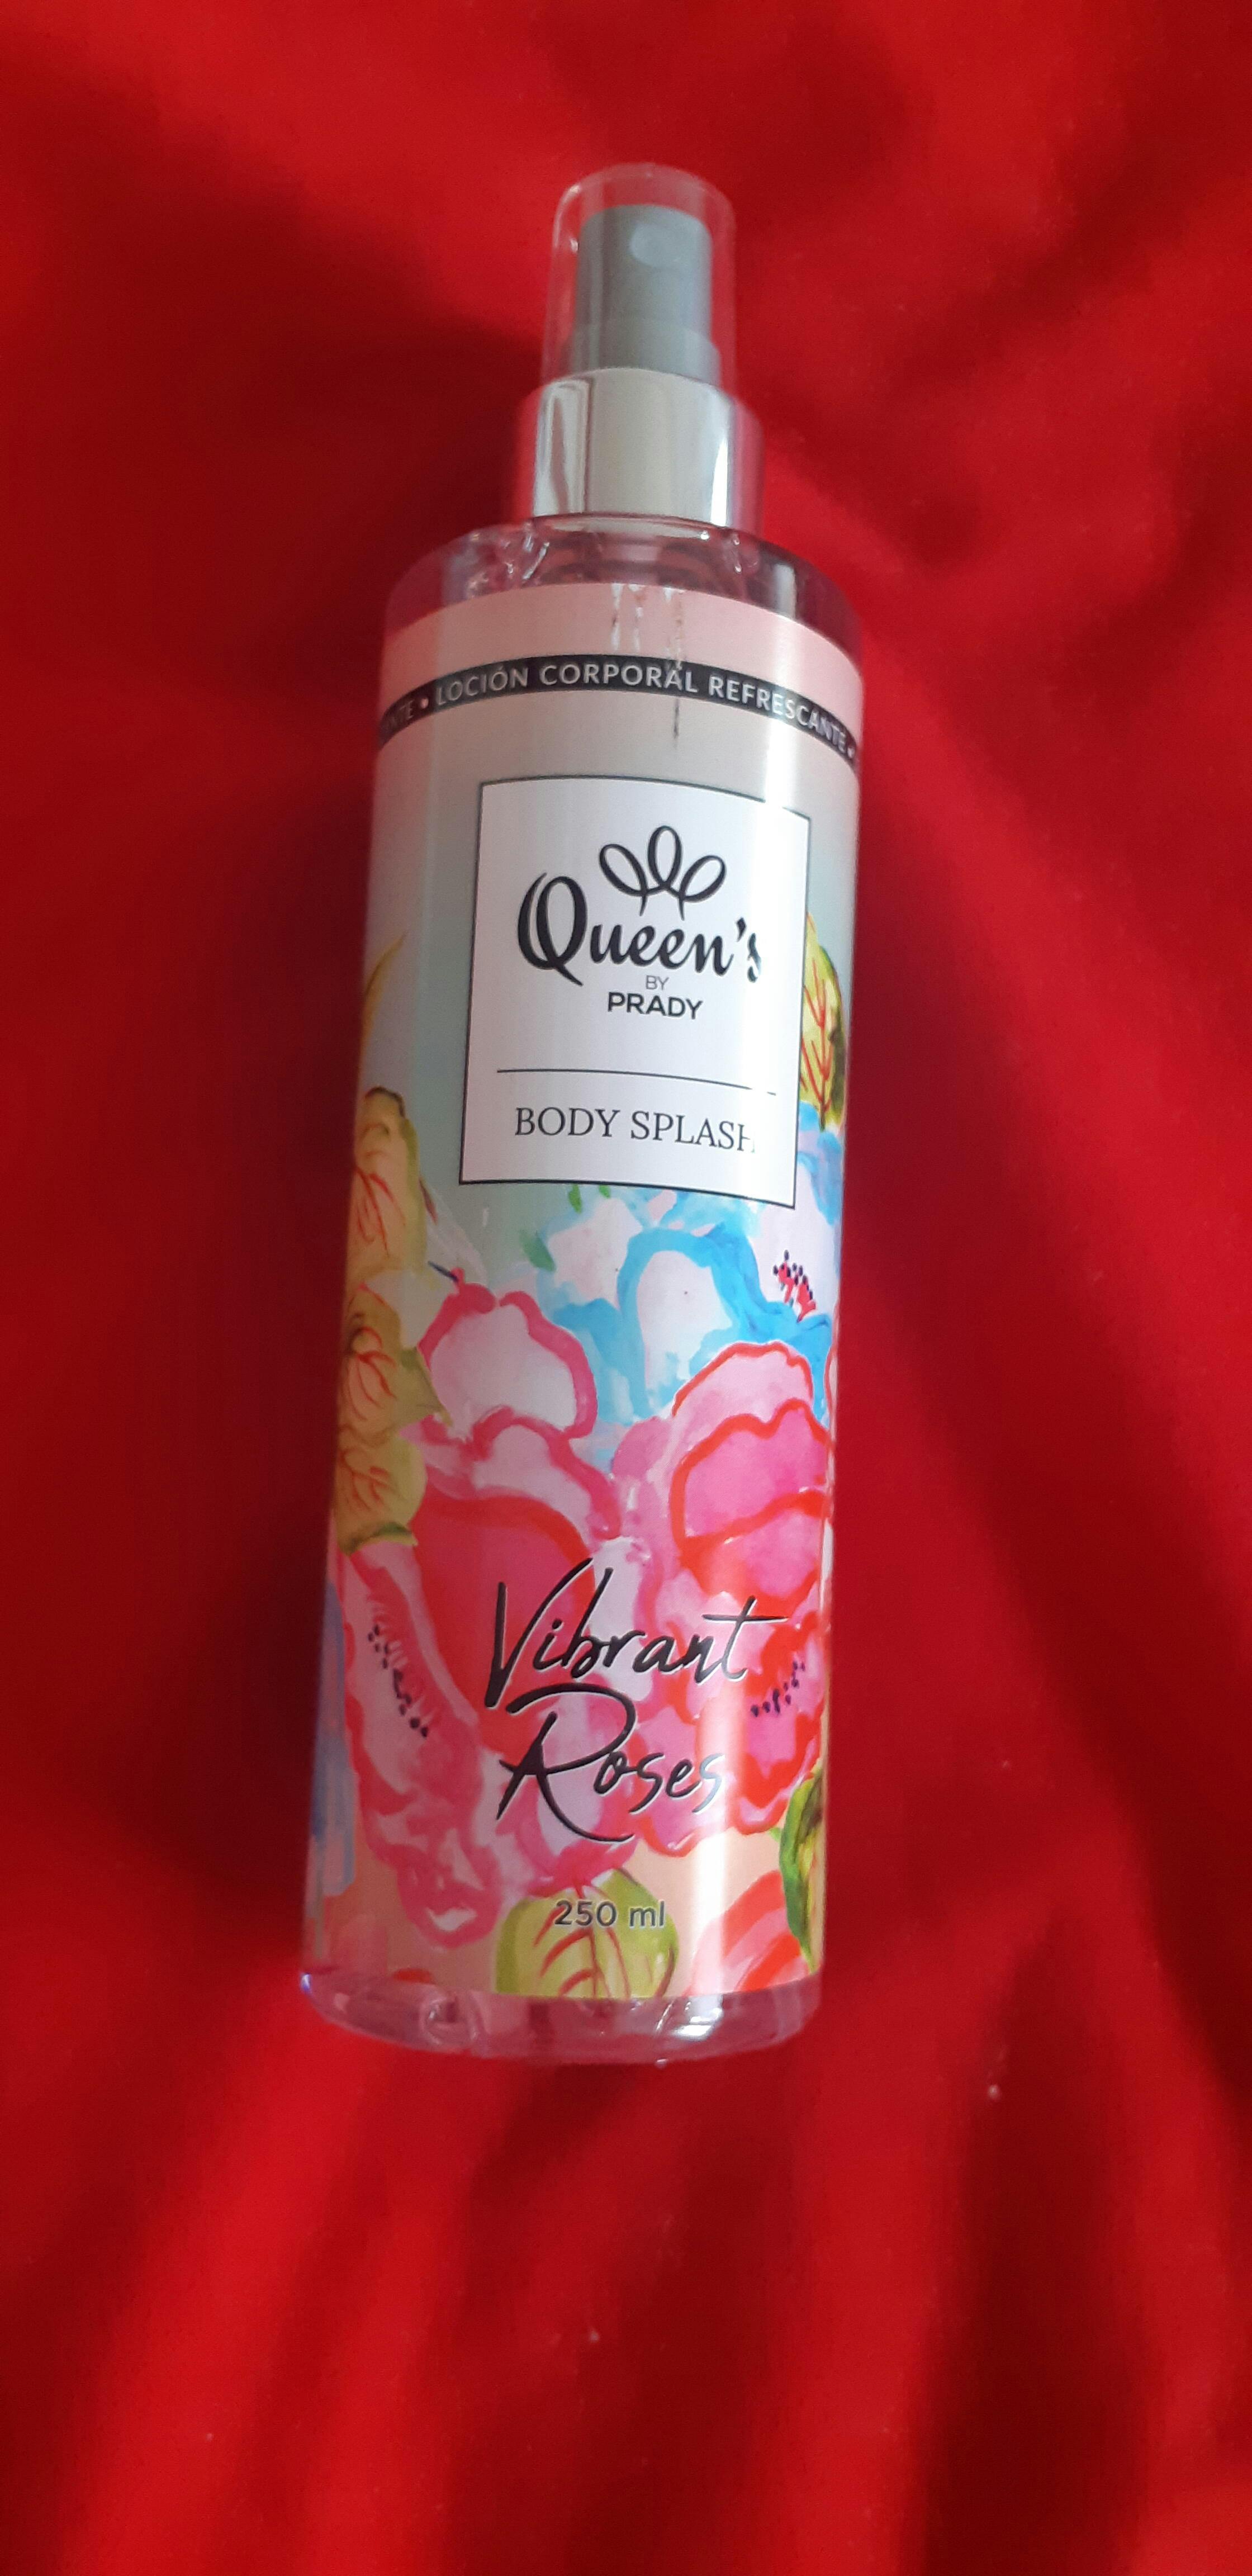 LOCIÓN CORPORAL REFRESCANTE •
Queen's
BY
PRADY
BODY SPLASH
Vibrant
Roses
250 ml